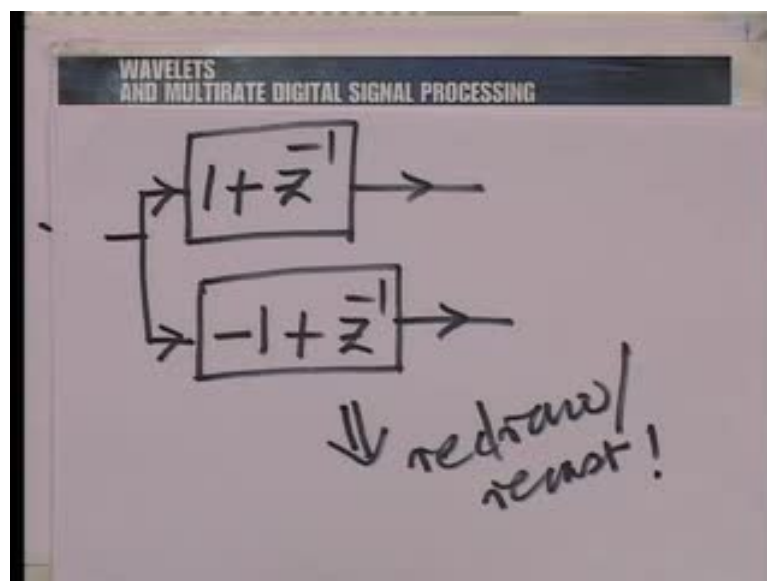 WAVELETS
AND MULTIRATE DIGITAL SIGNAL PROCESSING
1 + z⁻¹
-1 + z⁻¹
⇓ redraw/
recast!